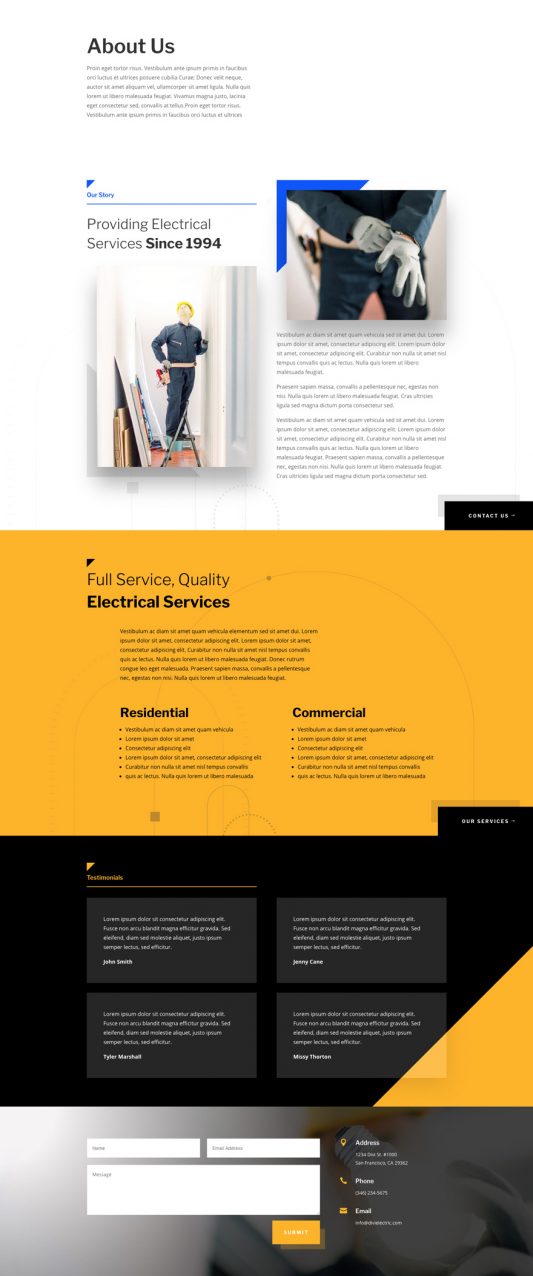 About Us
Proin eget tortor risus. Vestibulum ante ipsum primis in faucibus
orci luctus et ultrices posuere cubilia Curae; Donec velit neque,
auctor sit amet aliquam vel, ullamcorper sit amet ligula. Nulla quis
lorem ut libero malesuada feugiat. Vivamus magna justo, lacinia
eget consectetur sed, convallis at tellus.Proin eget tortor risus.
Vestibulum ante ipsum primis in faucibus orci luctus et ultrices
Our Story
Providing Electrical
Services Since 1994
Vestibulum ac diam sit amet quam vehicula sed sit amet dui. Lorem
ipsum dolor sit amet, consectetur adipiscing elit. Curabitur non nulla sit amet nisl
tempus convallis quis ac lectus. Nulla quis lorem ut libero
malesuada feugiat.
Praesent sapien massa, convallis a pellentesque nec, egestas non
nisi. Nulla quis lorem ut libero malesuada feugiat. Cras ultricies
ligula sed magna dictum porta consectetur sed.
Vestibulum ac diam sit amet quam vehicula sed sit amet dui. Lorem
ipsum dolor sit amet, consectetur adipiscing elit. Lorem ipsum dolor
sit amet, consectetur adipiscing elit. Curabitur non nulla sit amet nisl
tempus convallis quis ac lectus. Nulla quis lorem ut libero malesuada
feugiat. Praesent sapien massa, convallis a pellentesque
nec, egestas non nisi. Nulla quis lorem ut libero malesuada feugiat.
Cras ultricies ligula sed magna dictum porta consectetur sed.
CONTACT US →
Full Service, Quality
Electrical Services
Vestibulum ac diam sit amet quam vehicula elementum sed sit amet dui. Lorem
ipsum dolor sit amet, consectetur adipiscing elit. Lorem ipsum dolor sit amet,
consectetur adipiscing elit. Curabitur non nulla sit amet nisl tempus convallis
quis ac lectus. Nulla quis lorem ut libero malesuada feugiat. Donec rutrum
congue leo eget malesuada. Praesent sapien massa, convallis a pellentesque
nec, egestas non nisi. Nulla quis lorem ut libero malesuada feugiat.
Residential
• Vestibulum ac diam sit amet quam vehicula
• Lorem ipsum dolor sit amet
• Consectetur adipiscing elit
• Lorem ipsum dolor sit amet, consectetur adipiscing elit
• Curabitur non nulla sit amet nisl tempus convallis
• quis ac lectus. Nulla quis lorem ut libero malesuada
Commercial
• Vestibulum ac diam sit amet quam vehicula
• Lorem ipsum dolor sit amet
• Consectetur adipiscing elit
• Lorem ipsum dolor sit amet, consectetur adipiscing elit
• Curabitur non nulla sit amet nisl tempus convallis
• quis ac lectus. Nulla quis lorem ut libero malesuada
OUR SERVICES →
Testimonials
Lorem ipsum dolor sit consectetur adipiscing elit.
Fusce non arcu blandit magna efficitur gravida. Sed
eleifend, diam sed molestie aliquet, justo ipsum
semper lectus, sed efficitur.
John Smith
Lorem ipsum dolor sit consectetur adipiscing elit.
Fusce non arcu blandit magna efficitur gravida. Sed
eleifend, diam sed molestie aliquet, justo ipsum
semper lectus, sed efficitur.
Jenny Cane
Lorem ipsum dolor sit consectetur adipiscing elit.
Fusce non arcu blandit magna efficitur gravida. Sed
eleifend, diam sed molestie aliquet, justo ipsum
semper lectus, sed efficitur.
Tyler Marshall
Lorem ipsum dolor sit consectetur adipiscing elit.
Fusce non arcu blandit magna efficitur gravida. Sed
eleifend, diam sed molestie aliquet, justo ipsum
semper lectus, sed efficitur.
Missy Thorton
Name
Email Address
Message
SUBMIT
Address
1234 Divi St. #1000
San Francisco, CA 29362
Phone
(346) 234-5675
Email
info@divielectric.com